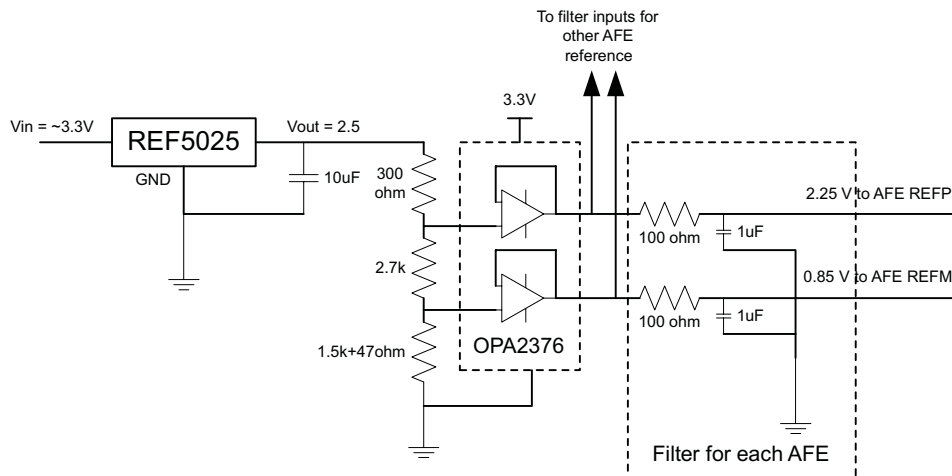 To filter inputs for
other AFE
reference
3.3V
Vin = ~3.3V
REF5025
Vout = 2.5
GND
10uF
300
ohm
2.7k
1.5k+47ohm
OPA2376
100 ohm
1uF
2.25 V to AFE REFP
100 ohm
1uF
0.85 V to AFE REFM
Filter for each AFE